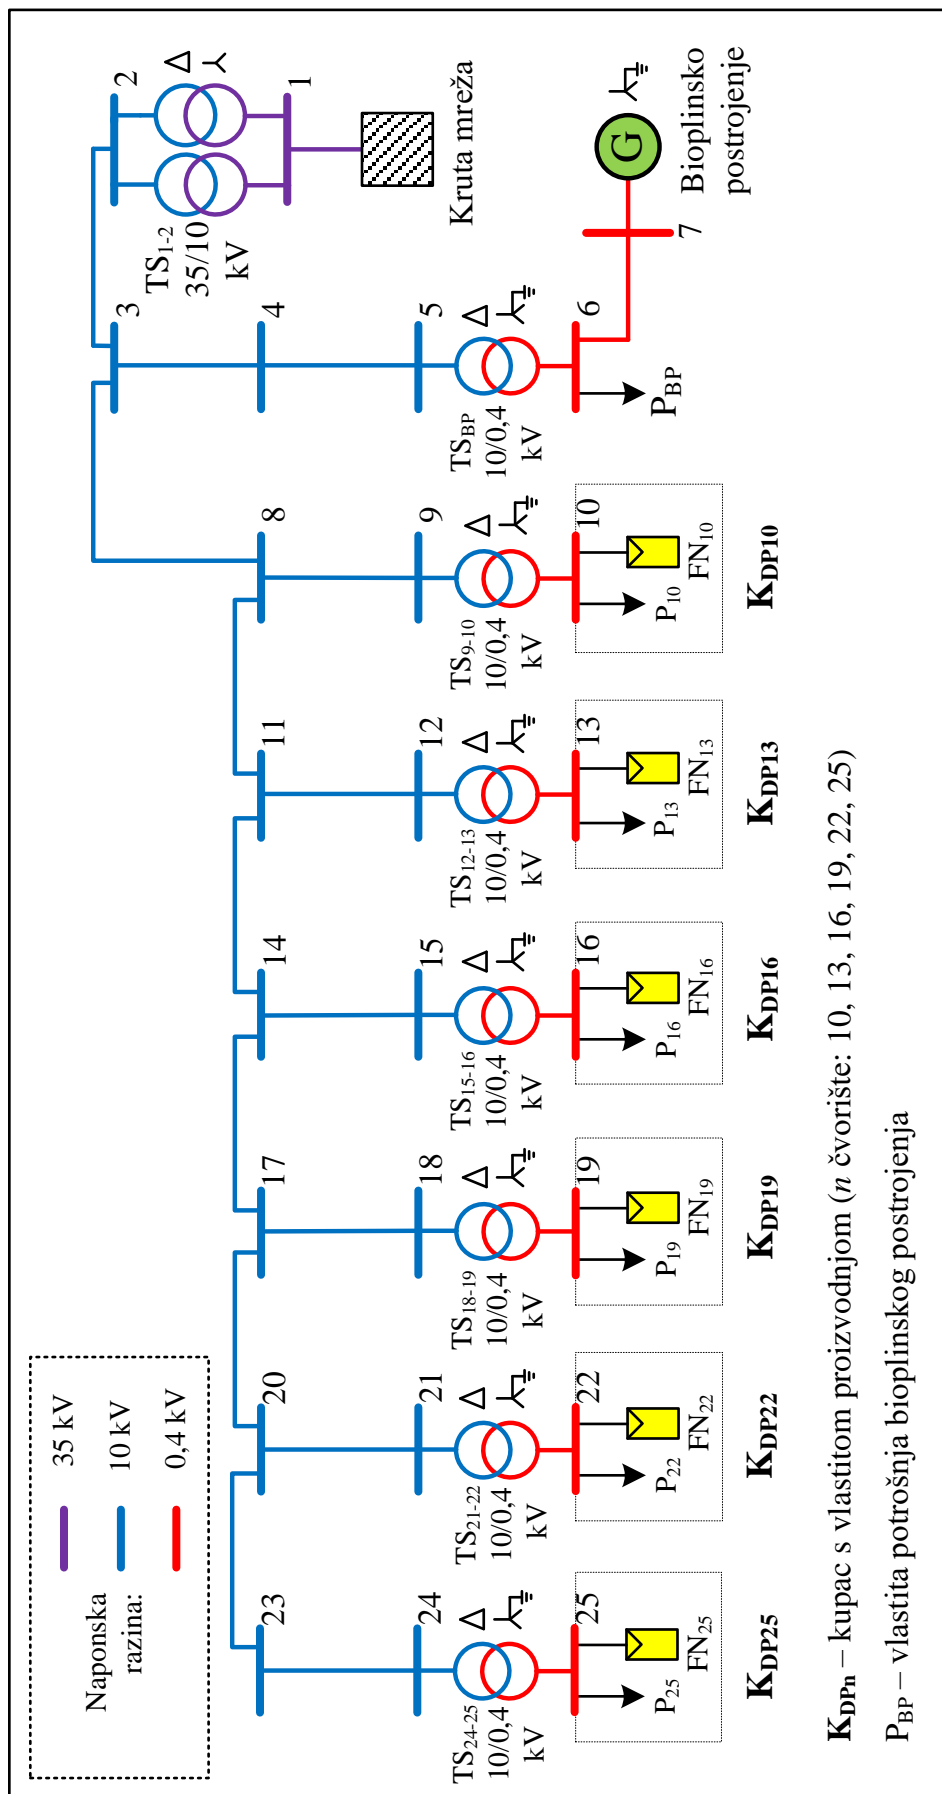 Naponska
razina:
35 kV
10 kV
0,4 kV
23
20
17
14
11
8
3
2
24
21
18
15
12
9
4
5
1
TS1-2
35/10
kV
Kruta mreža
TS24-25
10/0,4
kV
TS21-22
10/0,4
kV
TS18-19
10/0,4
kV
TS15-16
10/0,4
kV
TS12-13
10/0,4
kV
TS9-10
10/0,4
kV
TSBP
10/0,4
kV
25
22
19
16
13
10
6
7
G
Bioplinsko
postrojenje
P25
FN25
P22
FN22
P19
FN19
P16
FN16
P13
FN13
P10
FN10
PBP
KDP25
KDP22
KDP19
KDP16
KDP13
KDP10
KDPn – kupac s vlastitom proizvodnjom (n čvorište: 10, 13, 16, 19, 22, 25)
PBP – vlastita potrošnja bioplinskog postrojenja